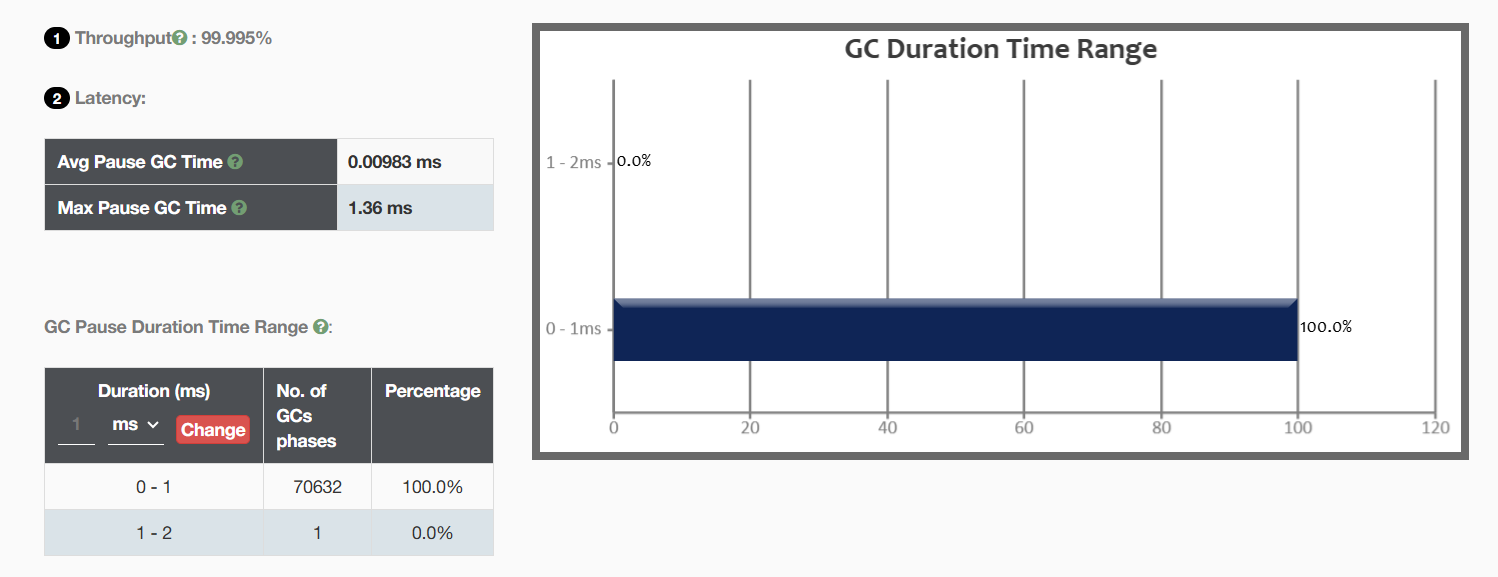 1 Throughput? : 99.995%
2 Latency:
Avg Pause GC Time ? 0.00983 ms
Max Pause GC Time ? 1.36 ms
GC Pause Duration Time Range ?:
Duration (ms)
1 ms Change
No. of
GCs
phases
Percentage
0 - 1 70632 100.0%
1 - 2 1 0.0%
GC Duration Time Range
1 - 2ms 0.0%
0 - 1ms 100.0%
0 20 40 60 80 100 120